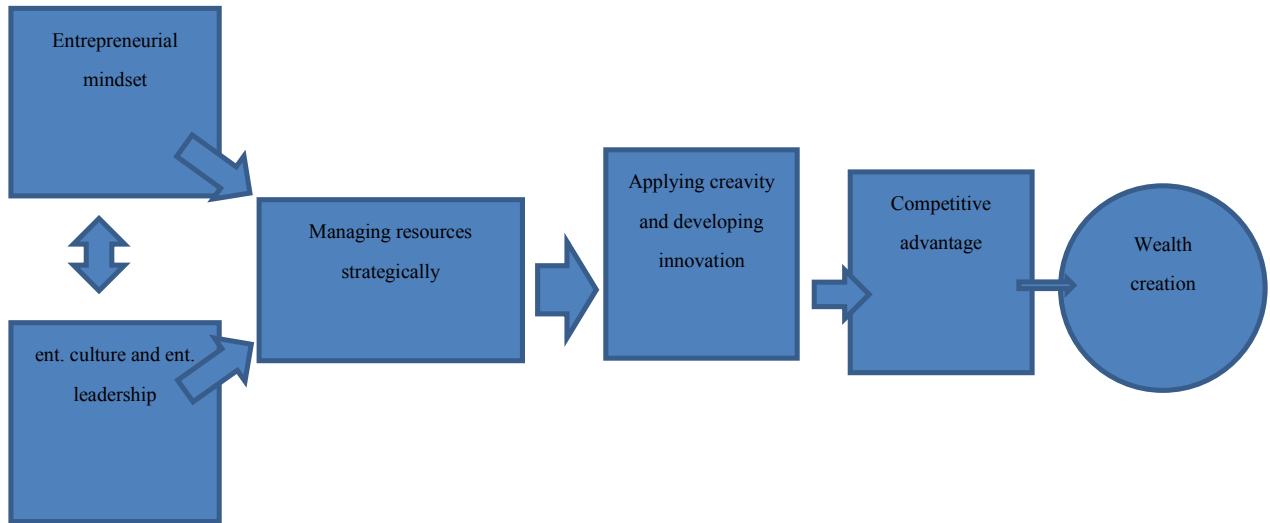 Entrepreneurial
mindset
ent. culture and ent.
leadership
Managing resources
strategically
Applying creavity
and developing
innovation
Competitive
advantage
Wealth
creation